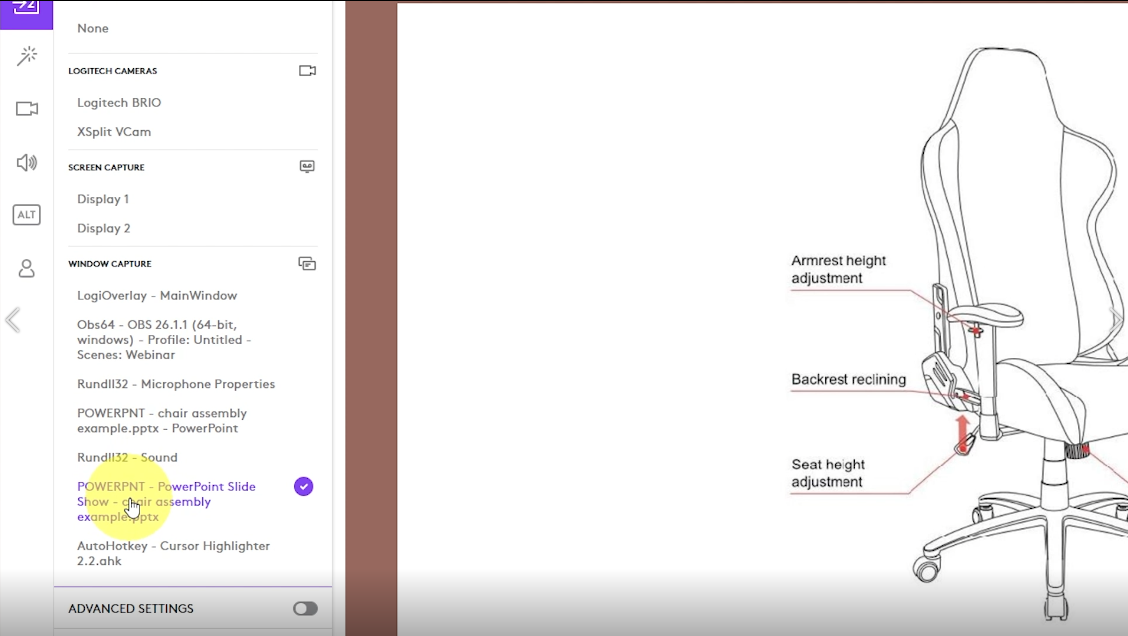 None
LOGITECH CAMERAS
Logitech BRIO
XSplit VCam
SCREEN CAPTURE
Display 1
Display 2
ALT
WINDOW CAPTURE
LogiOverlay - MainWindow
Obs64 - OBS 26.1.1 (64-bit,
windows) - Profile: Untitled -
Scenes: Webinar
Rundll32 - Microphone Properties
POWERPNT - chair assembly
example.pptx - PowerPoint
Rundll32 - Sound
POWERPNT - PowerPoint Slide
Show - chair assembly
example.pptx
AutoHotkey - Cursor Highlighter
2.2.ahk
ADVANCED SETTINGS
Armrest height
adjustment
Backrest reclining
Seat height
adjustment